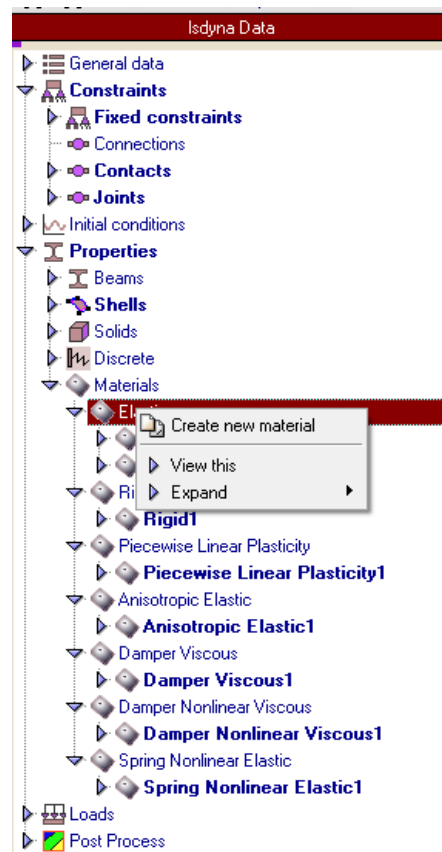 lsdyna Data
General data
Constraints
Fixed constraints
Connections
Contacts
Joints
Initial conditions
Properties
Beams
Shells
Solids
Discrete
Materials
Create new material
View this
Expand
Rigid1
Piecewise Linear Plasticity
Piecewise Linear Plasticity1
Anisotropic Elastic
Anisotropic Elastic1
Damper Viscous
Damper Viscous1
Damper Nonlinear Viscous
Damper Nonlinear Viscous1
Spring Nonlinear Elastic
Spring Nonlinear Elastic1
Loads
Post Process